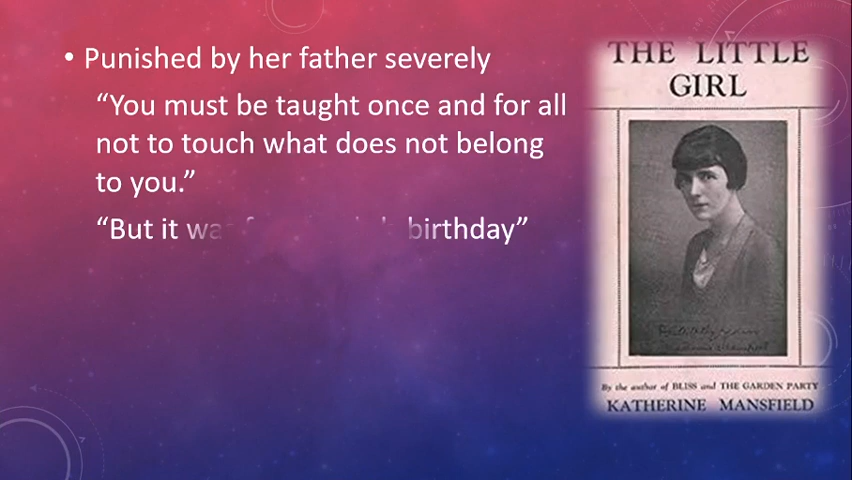 • Punished by her father severely
“You must be taught once and for all
not to touch what does not belong
to you.”
“But it birthday”
THE LITTLE
GIRL
By the author of BLISS and THE GARDEN PARTY
KATHERINE MANSFIELD